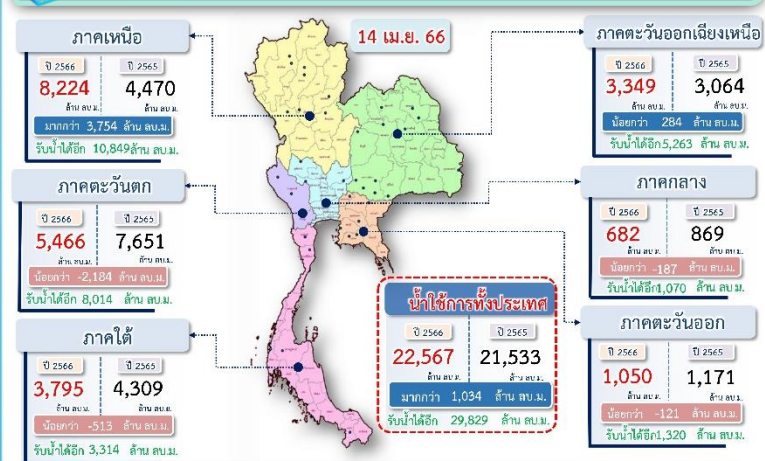 14 เม.ย. 66
ภาคเหนือ
ปี 2566 ปี 2565
8,224 4,470
ล้าน ลบ.ม. ล้าน ลบ.ม.
มากกว่า 3,754 ล้าน ลบ.ม.
รับน้ำได้อีก 10,849ล้าน ลบ.ม.
ภาคตะวันตก
ปี 2566 ปี 2565
5,466 7,651
ล้าน ลบ.ม. ล้าน ลบ.ม.
น้อยกว่า -2,184 ล้าน ลบ.ม.
รับน้ำได้อีก 8,014 ล้าน ลบ.ม.
ภาคใต้
ปี 2566 ปี 2565
3,795 4,309
ล้าน ลบ.ม. ล้าน ลบ.ม.
น้อยกว่า -513 ล้าน ลบ.ม.
รับน้ำได้อีก 3,314 ล้าน ลบ.ม.
น้ำใช้การทั้งประเทศ
ปี 2566 ปี 2565
22,567 21,533
ล้าน ลบ.ม. ล้าน ลบ.ม.
มากกว่า 1,034 ล้าน ลบ.ม.
รับน้ำได้อีก 29,829 ล้าน ลบ.ม.
ภาคตะวันออกเฉียงเหนือ
ปี 2566 ปี 2565
3,349 3,064
ล้าน ลบ.ม. ล้าน ลบ.ม.
น้อยกว่า 284 ล้าน ลบ.ม.
รับน้ำได้อีก5,263 ล้าน ลบ.ม.
ภาคกลาง
ปี 2566 ปี 2565
682 869
ล้าน ลบ.ม. ล้าน ลบ.ม.
น้อยกว่า -187 ล้าน ลบ.ม.
รับน้ำได้อีก1,070 ล้าน ลบ.ม.
ภาคตะวันออก
ปี 2566 ปี 2565
1,050 1,171
ล้าน ลบ.ม. ล้าน ลบ.ม.
น้อยกว่า -121 ล้าน ลบ.ม.
รับน้ำได้อีก1,320 ล้าน ลบ.ม.